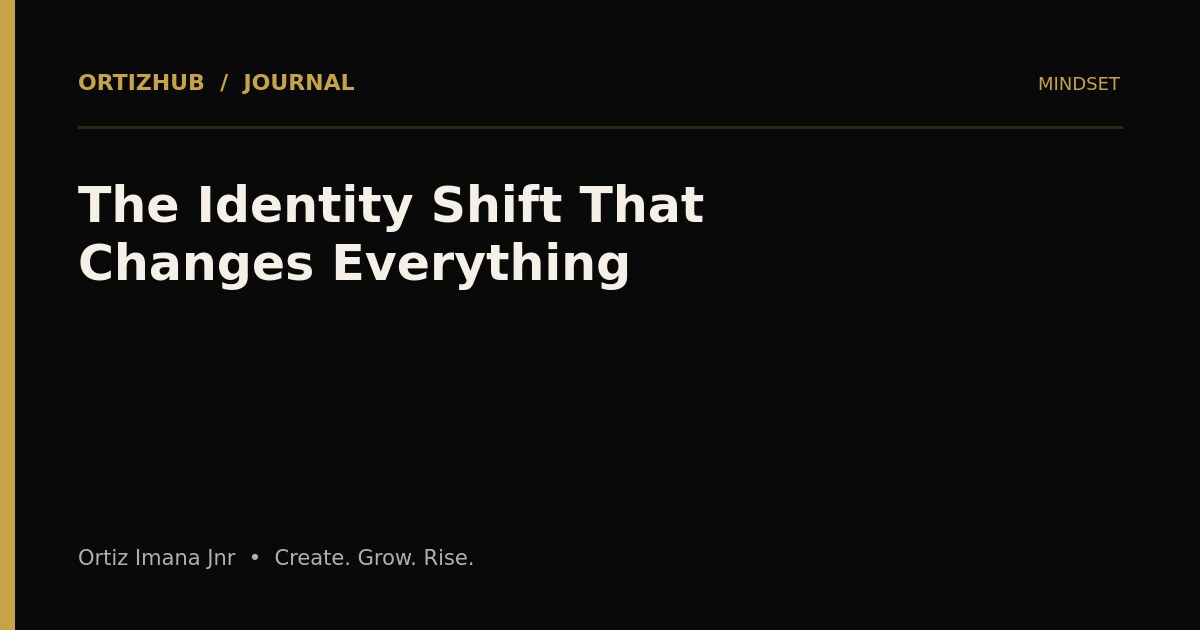 ORTIZHUB / JOURNAL
MINDSET
The Identity Shift That
Changes Everything
Ortiz Imana Jnr • Create. Grow. Rise.